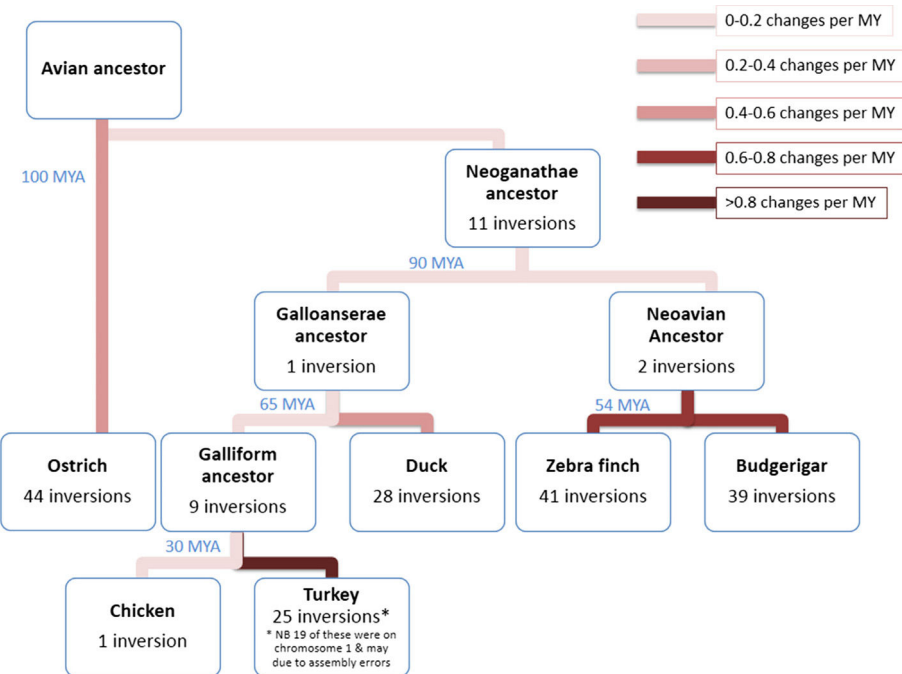 0-0.2 changes per MY
Avian ancestor
0.2-0.4 changes per MY
0.4-0.6 changes per MY
0.6-0.8 changes per MY
>0.8 changes per MY
100 MYA
Neoganathae
ancestor
11 inversions
90 MYA
Galloanserae
ancestor
1 inversion
Neoavian
Ancestor
2 inversions
65 MYA
54 MYA
Ostrich
44 inversions
Galliform
ancestor
9 inversions
Duck
28 inversions
Zebra finch
41 inversions
Budgerigar
39 inversions
30 MYA
Chicken
1 inversion
Turkey
25 inversions*
* NB 19 of these were on
chromosome 1 & may
due to assembly errors